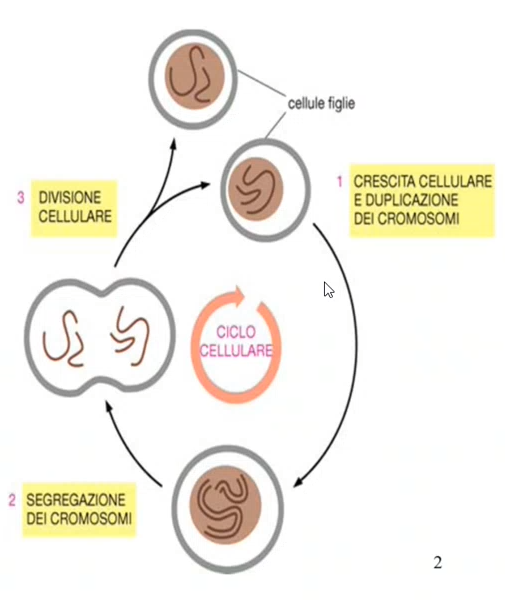 cellule figlie
1 CRESCITA CELLULARE
E DUPLICAZIONE
DEI CROMOSOMI
3 DIVISIONE
CELLULARE
CICLO
CELLULARE
2 SEGREGAZIONE
DEI CROMOSOMI
2